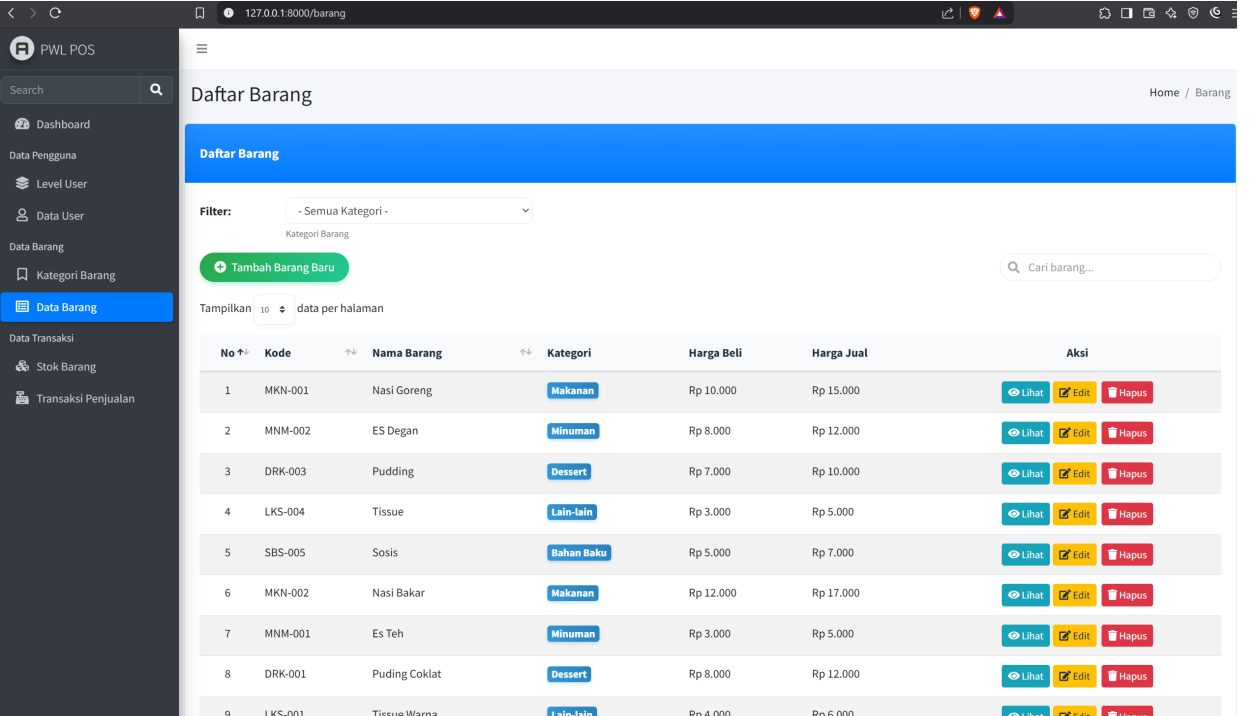 127.0.0.1:8000/barang
PWL POS
Search
Dashboard
Data Pengguna
Level User
Data User
Data Barang
Kategori Barang
Data Barang
Data Transaksi
Stok Barang
Transaksi Penjualan
Daftar Barang
Home / Barang
Daftar Barang
Filter: - Semua Kategori -
Kategori Barang
Tambah Barang Baru Cari barang...
Tampilkan 10 data per halaman
No Kode Nama Barang Kategori Harga Beli Harga Jual Aksi
1 MKN-001 Nasi Goreng Makanan Rp 10.000 Rp 15.000 Lihat Edit Hapus
2 MNM-002 ES Degan Minuman Rp 8.000 Rp 12.000 Lihat Edit Hapus
3 DRK-003 Pudding Dessert Rp 7.000 Rp 10.000 Lihat Edit Hapus
4 LKS-004 Tissue Lain-lain Rp 3.000 Rp 5.000 Lihat Edit Hapus
5 SBS-005 Sosis Bahan Baku Rp 5.000 Rp 7.000 Lihat Edit Hapus
6 MKN-002 Nasi Bakar Makanan Rp 12.000 Rp 17.000 Lihat Edit Hapus
7 MNM-001 Es Teh Minuman Rp 3.000 Rp 5.000 Lihat Edit Hapus
8 DRK-001 Puding Coklat Dessert Rp 8.000 Rp 12.000 Lihat Edit Hapus
9 LKS-001 Tissue Warna Lain-lain Rp 4.000 Rp 6.000 Lihat Edit Hapus